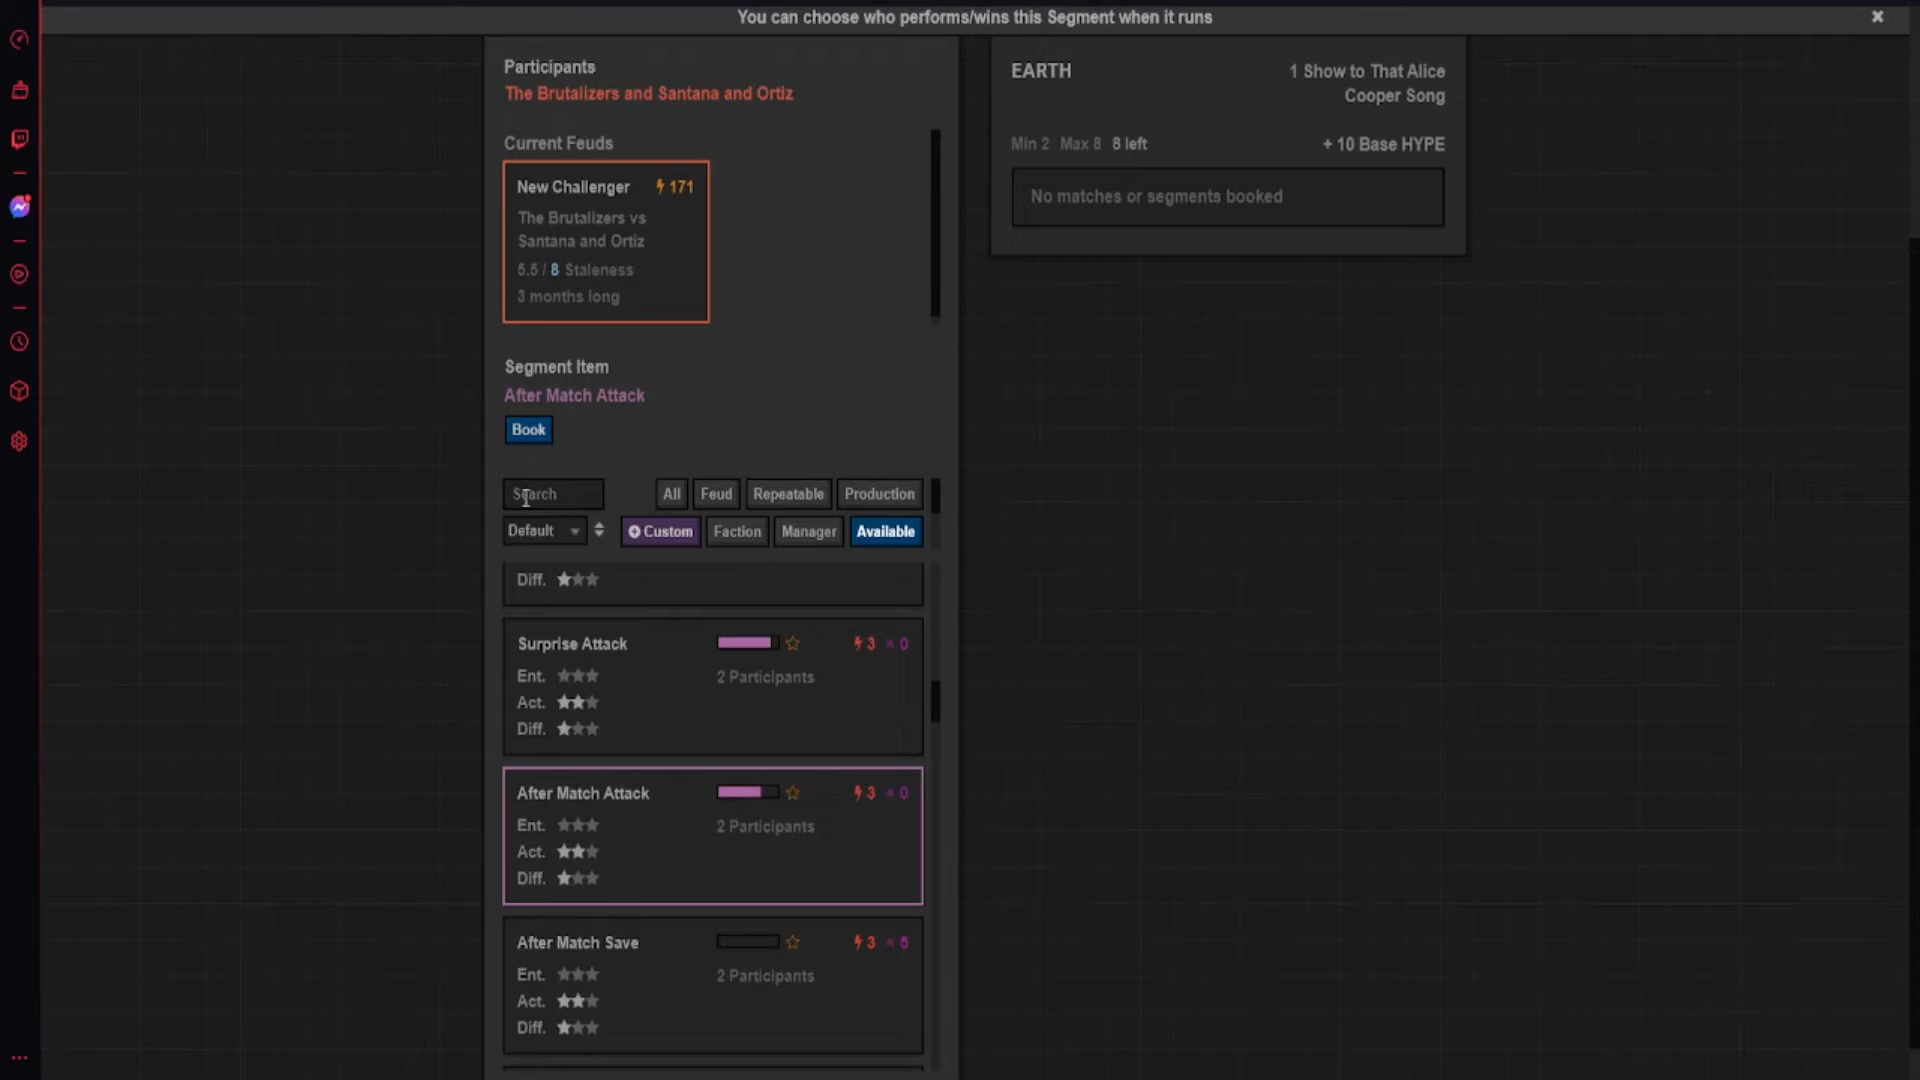 You can choose who performs/wins this Segment when it runs
Participants
The Brutalizers and Santana and Ortiz
Current Feuds
New Challenger 171
The Brutalizers vs
Santana and Ortiz
5.5 / 8 Staleness
3 months long
Segment Item
After Match Attack
Book
Search
All Feud Repeatable Production
Default Custom Faction Manager Available
Diff.
Surprise Attack 3 0
Ent. 2 Participants
Act.
Diff.
After Match Attack 3 0
Ent. 2 Participants
Act.
Diff.
After Match Save 3 5
Ent. 2 Participants
Act.
Diff.
EARTH
1 Show to That Alice
Cooper Song
Min 2 Max 8 8 left + 10 Base HYPE
No matches or segments booked